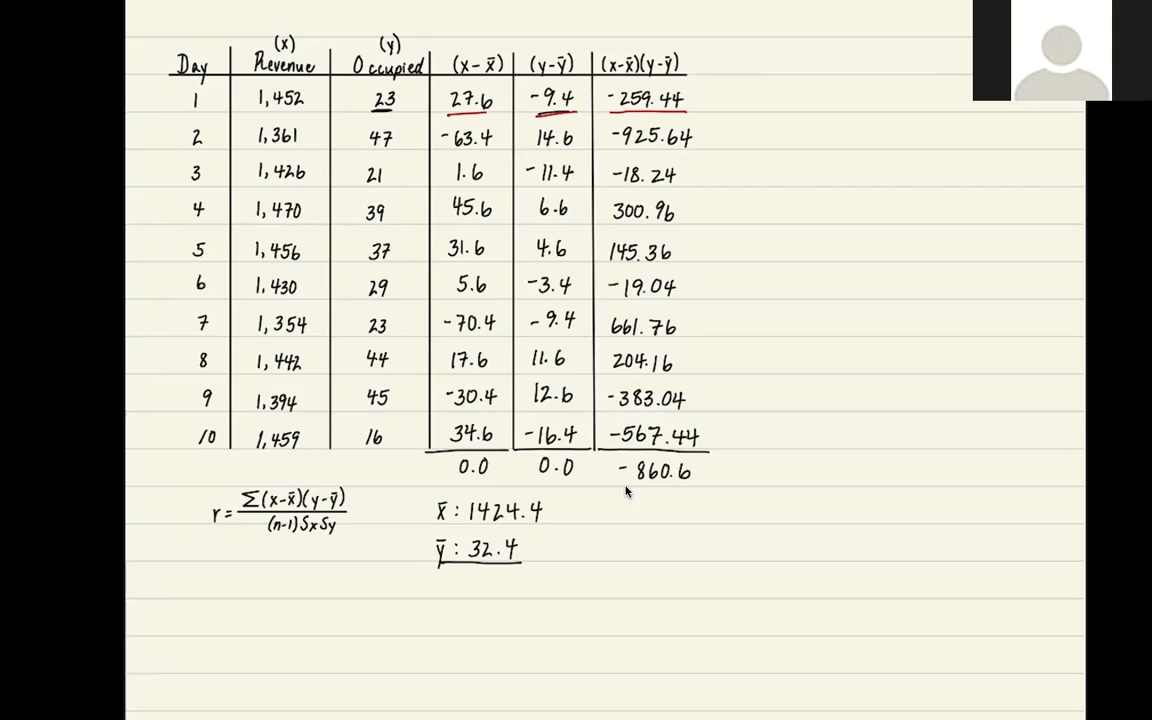 (x) (y)
Day Revenue Occupied (x-x̄) (y-ȳ) (x-x̄)(y-ȳ)
1 1,452 23 27.6 -9.4 -259.44
2 1,361 47 -63.4 14.6 -925.64
3 1,426 21 1.6 -11.4 -18.24
4 1,470 39 45.6 6.6 300.96
5 1,456 37 31.6 4.6 145.36
6 1,430 29 5.6 -3.4 -19.04
7 1,354 23 -70.4 -9.4 661.76
8 1,442 44 17.6 11.6 204.16
9 1,394 45 -30.4 12.6 -383.04
10 1,459 16 34.6 -16.4 -567.44
0.0 0.0 -860.6
r = Σ(x-x̄)(y-ȳ) / (n-1)SxSy
x̄ : 1424.4
ȳ : 32.4